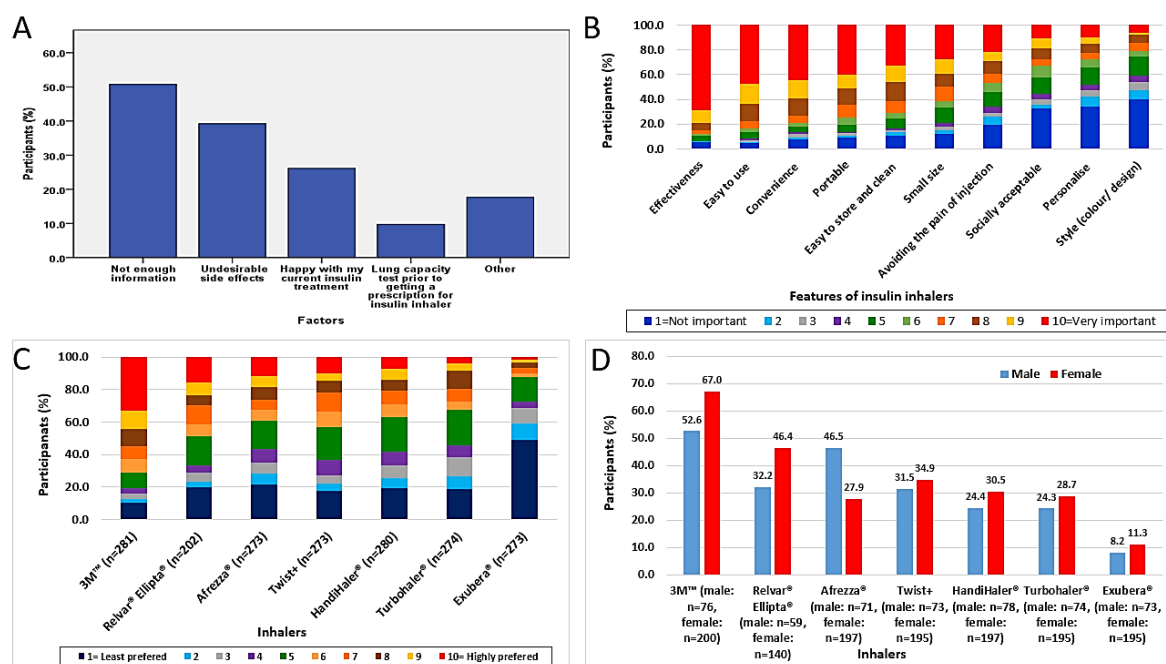 A
Participants (%)
60.0
50.0
40.0
30.0
20.0
10.0
0.0
Not enough
information
Undesirable
side effects
Happy with my
current insulin
treatment
Lung capacity
test prior to
getting a
prescription for
insulin inhaler
Other
Factors
B
Participants (%)
100.0
80.0
60.0
40.0
20.0
0.0
Effectiveness
Easy to use
Convenience
Portable
Easy to store and clean
Small size
Avoiding the pain of injection
Socially acceptable
Personalise
Style (colour/ design)
Features of insulin inhalers
1=Not important 2 3 4 5 6 7 8 9 10=Very important
C
Participanats (%)
100.0
80.0
60.0
40.0
20.0
0.0
3M™ (n=281)
Relvar® Ellipta® (n=202)
Afrezza® (n=273)
Twist+ (n=273)
HandiHaler® (n=280)
Turbohaler® (n=274)
Exubera® (n=273)
Inhalers
1= Least prefered 2 3 4 5 6 7 8 9 10= Highly prefered
D
Participants (%)
80.0
70.0
60.0
50.0
40.0
30.0
20.0
10.0
0.0
Male Female
52.6 67.0
32.2 46.4
46.5 27.9
31.5 34.9
24.4 30.5
24.3 28.7
8.2 11.3
3M™ (male:
n=76,
female:
n=200)
Relvar®
Ellipta®
(male: n=59,
female:
n=140)
Afrezza®
(male: n=71,
female:
n=197)
Twist+
(male: n=73,
female:
n=195)
HandiHaler®
(male: n=78,
female:
n=197)
Turbohaler®
(male: n=74,
female:
n=195)
Exubera®
(male: n=73,
female:
n=195)
Inhalers